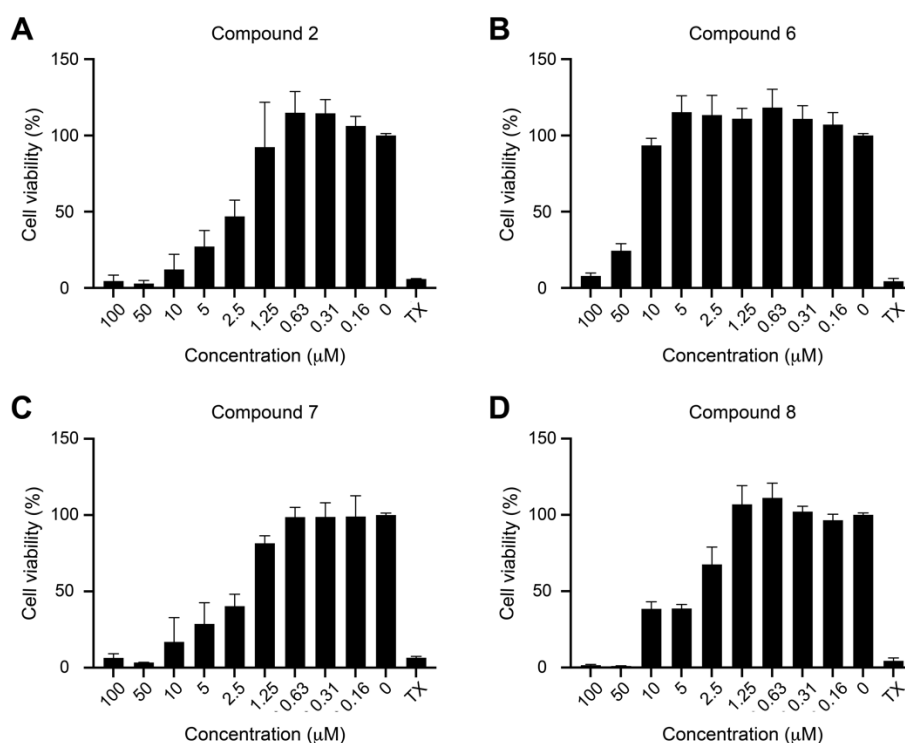 A
Compound 2
Cell viability (%)
150
100
50
0
100 50 10 5 2.5 1.25 0.63 0.31 0.16 0 TX
Concentration (μM)
B
Compound 6
Cell viability (%)
150
100
50
0
100 50 10 5 2.5 1.25 0.63 0.31 0.16 0 TX
Concentration (μM)
C
Compound 7
Cell viability (%)
150
100
50
0
100 50 10 5 2.5 1.25 0.63 0.31 0.16 0 TX
Concentration (μM)
D
Compound 8
Cell viability (%)
150
100
50
0
100 50 10 5 2.5 1.25 0.63 0.31 0.16 0 TX
Concentration (μM)